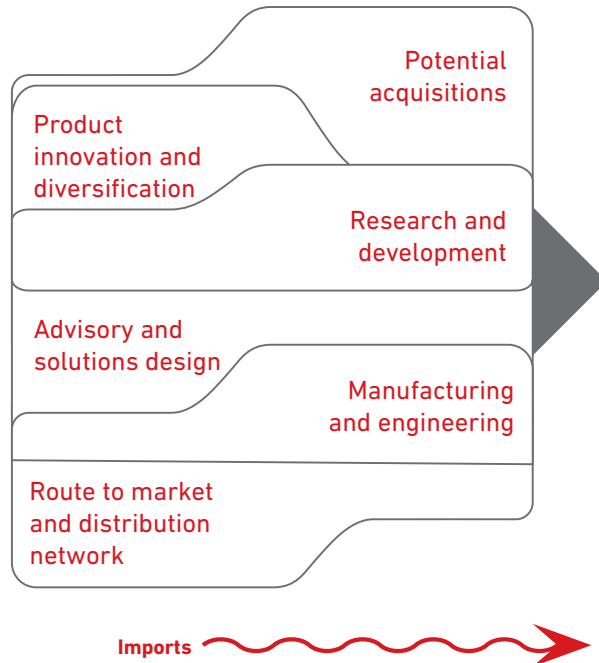 Potential
acquisitions
Product
innovation and
diversification
Research and
development
Advisory and
solutions design
Manufacturing
and engineering
Route to market
and distribution
network
Imports